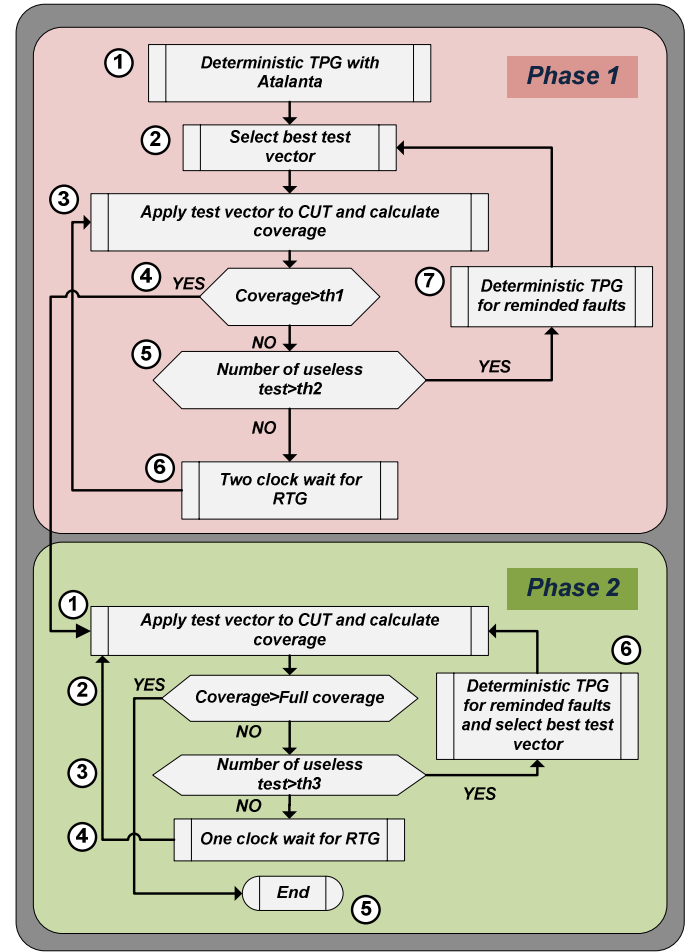 1
Deterministic TPG with
Atalanta
Phase 1
2
Select best test
vector
3
Apply test vector to CUT and calculate
coverage
4
YES
Coverage>th1
7
Deterministic TPG
for reminded faults
NO
5
Number of useless
test>th2
YES
NO
6
Two clock wait for
RTG
Phase 2
1
Apply test vector to CUT and calculate
coverage
6
2
YES
Coverage>Full coverage
Deterministic TPG
for reminded faults
and select best test
vector
NO
3
Number of useless
test>th3
YES
NO
4
One clock wait for RTG
End
5